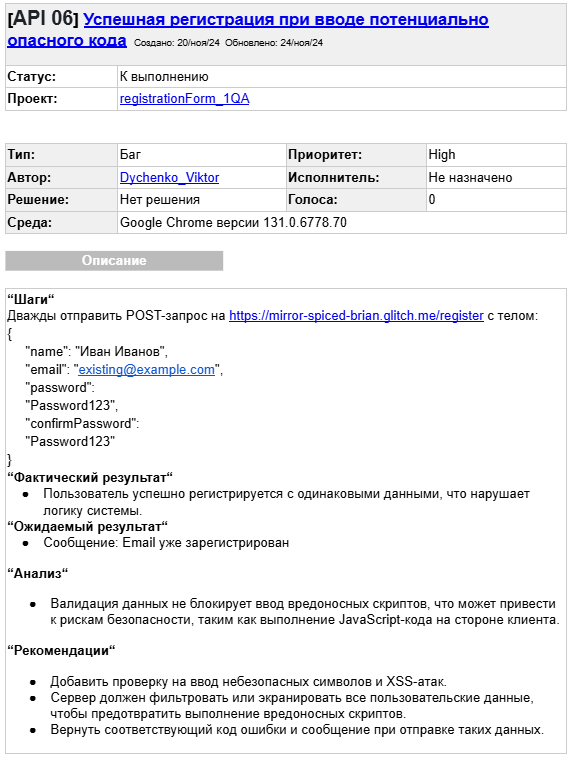 [API 06] Успешная регистрация при вводе потенциально
опасного кода Создано: 20/ноя/24 Обновлено: 24/ноя/24
Статус: К выполнению
Проект: registrationForm_1QA
Тип: Баг Приоритет: High
Автор: Dychenko_Viktor Исполнитель: Не назначено
Решение: Нет решения Голоса: 0
Среда: Google Chrome версии 131.0.6778.70
Описание
“Шаги“
Дважды отправить POST-запрос на https://mirror-spiced-brian.glitch.me/register с телом:
{
"name": "Иван Иванов",
"email": "existing@example.com",
"password":
"Password123",
"confirmPassword":
"Password123"
}
“Фактический результат“
● Пользователь успешно регистрируется с одинаковыми данными, что нарушает
логику системы.
“Ожидаемый результат“
● Сообщение: Email уже зарегистрирован
“Анализ“
● Валидация данных не блокирует ввод вредоносных скриптов, что может привести
к рискам безопасности, таким как выполнение JavaScript-кода на стороне клиента.
“Рекомендации“
● Добавить проверку на ввод небезопасных символов и XSS-атак.
● Сервер должен фильтровать или экранировать все пользовательские данные,
чтобы предотвратить выполнение вредоносных скриптов.
● Вернуть соответствующий код ошибки и сообщение при отправке таких данных.